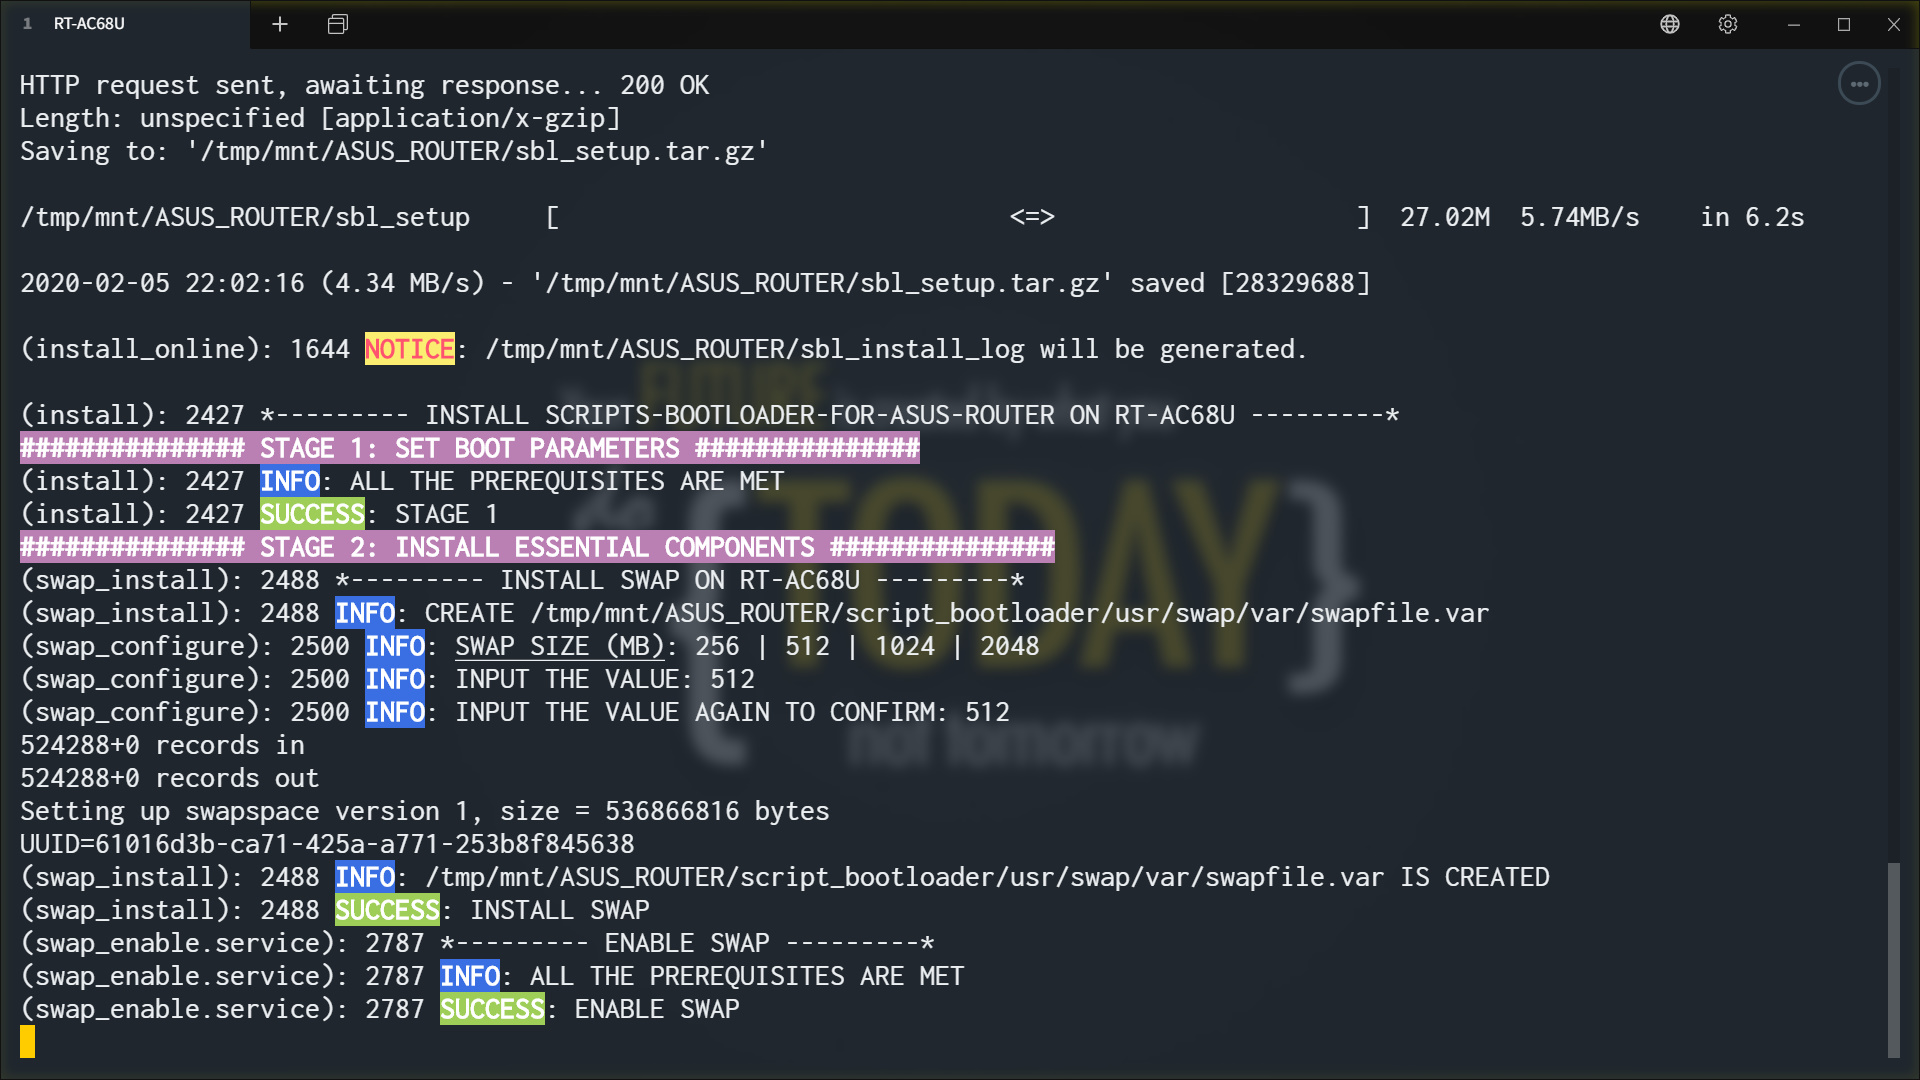 1 RT-AC68U
HTTP request sent, awaiting response... 200 OK
Length: unspecified [application/x-gzip]
Saving to: '/tmp/mnt/ASUS_ROUTER/sbl_setup.tar.gz'
/tmp/mnt/ASUS_ROUTER/sbl_setup [ <=> ] 27.02M 5.74MB/s in 6.2s
2020-02-05 22:02:16 (4.34 MB/s) - '/tmp/mnt/ASUS_ROUTER/sbl_setup.tar.gz' saved [28329688]
(install_online): 1644 NOTICE: /tmp/mnt/ASUS_ROUTER/sbl_install_log will be generated.
(install): 2427 *--------- INSTALL SCRIPTS-BOOTLOADER-FOR-ASUS-ROUTER ON RT-AC68U ---------*
############### STAGE 1: SET BOOT PARAMETERS ###############
(install): 2427 INFO: ALL THE PREREQUISITES ARE MET
(install): 2427 SUCCESS: STAGE 1
############### STAGE 2: INSTALL ESSENTIAL COMPONENTS ###############
(swap_install): 2488 *--------- INSTALL SWAP ON RT-AC68U ---------*
(swap_install): 2488 INFO: CREATE /tmp/mnt/ASUS_ROUTER/script_bootloader/usr/swap/var/swapfile.var
(swap_configure): 2500 INFO: SWAP SIZE (MB): 256 | 512 | 1024 | 2048
(swap_configure): 2500 INFO: INPUT THE VALUE: 512
(swap_configure): 2500 INFO: INPUT THE VALUE AGAIN TO CONFIRM: 512
524288+0 records in
524288+0 records out
Setting up swapspace version 1, size = 536866816 bytes
UUID=61016d3b-ca71-425a-a771-253b8f845638
(swap_install): 2488 INFO: /tmp/mnt/ASUS_ROUTER/script_bootloader/usr/swap/var/swapfile.var IS CREATED
(swap_install): 2488 SUCCESS: INSTALL SWAP
(swap_enable.service): 2787 *--------- ENABLE SWAP ---------*
(swap_enable.service): 2787 INFO: ALL THE PREREQUISITES ARE MET
(swap_enable.service): 2787 SUCCESS: ENABLE SWAP
FUTURE
{TODAY}
not tomorrow